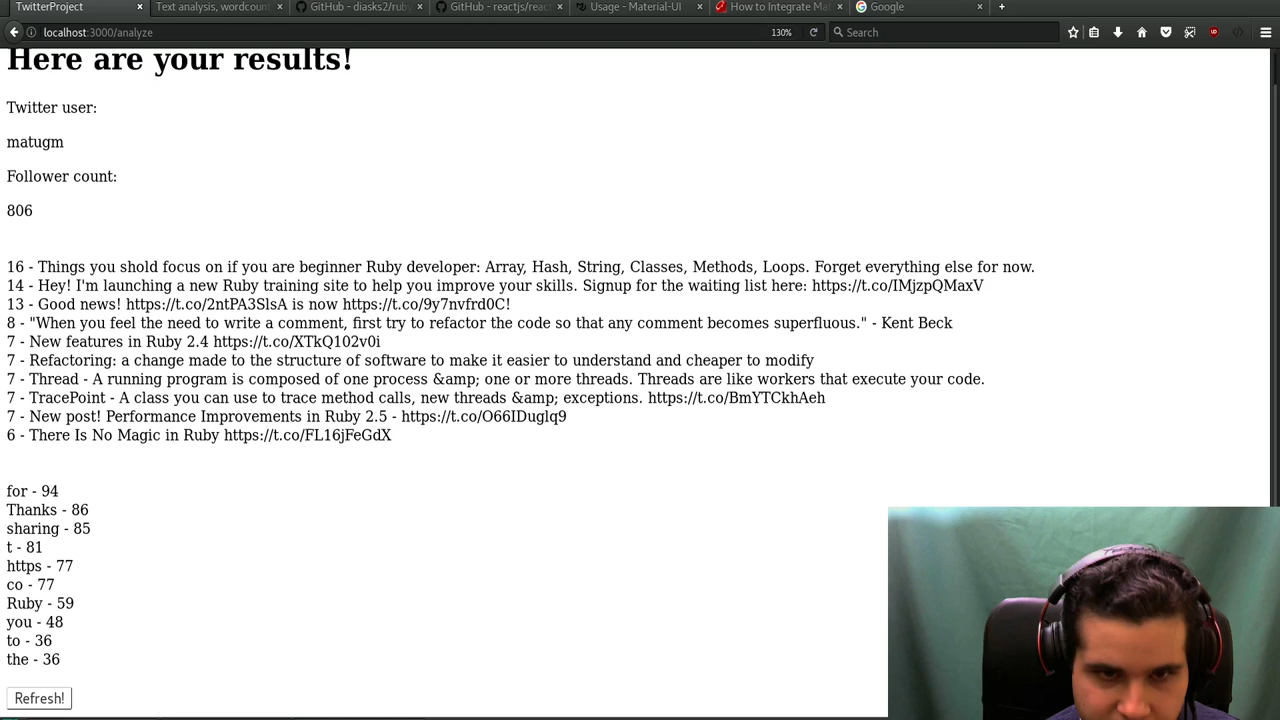 TwitterProject
Text analysis, wordcount
GitHub - diasks2/ruby
GitHub - reactjs/reac
Usage - Material-UI
How to Integrate Mat
Google
localhost:3000/analyze
130%
Search
Here are your results!
Twitter user:
matugm
Follower count:
806
16 - Things you shold focus on if you are beginner Ruby developer: Array, Hash, String, Classes, Methods, Loops. Forget everything else for now.
14 - Hey! I'm launching a new Ruby training site to help you improve your skills. Signup for the waiting list here: https://t.co/IMjzpQMaxV
13 - Good news! https://t.co/2ntPA3SlsA is now https://t.co/9y7nvfrd0C!
8 - "When you feel the need to write a comment, first try to refactor the code so that any comment becomes superfluous." - Kent Beck
7 - New features in Ruby 2.4 https://t.co/XTkQ102v0i
7 - Refactoring: a change made to the structure of software to make it easier to understand and cheaper to modify
7 - Thread - A running program is composed of one process &amp; one or more threads. Threads are like workers that execute your code.
7 - TracePoint - A class you can use to trace method calls, new threads &amp; exceptions. https://t.co/BmYTCkhAeh
7 - New post! Performance Improvements in Ruby 2.5 - https://t.co/O66IDuglq9
6 - There Is No Magic in Ruby https://t.co/FL16jFeGdX
for - 94
Thanks - 86
sharing - 85
t - 81
https - 77
co - 77
Ruby - 59
you - 48
to - 36
the - 36
Refresh!